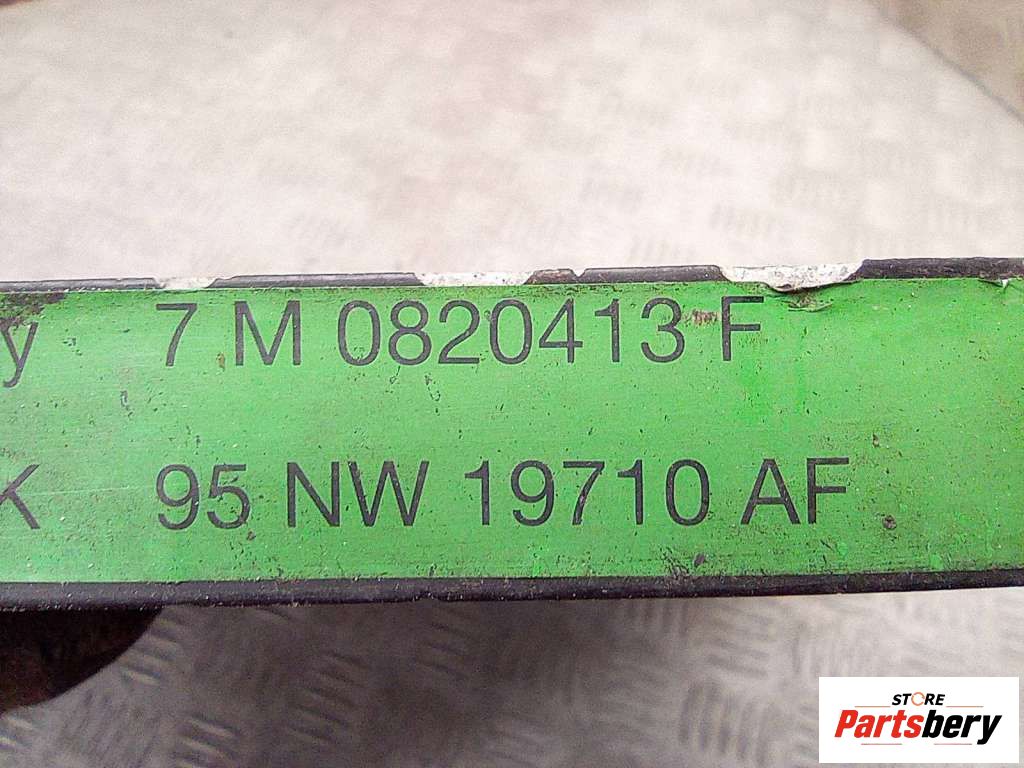 y 7 M 0820413 F
K 95 NW 19710 AF
STORE
Partsbery